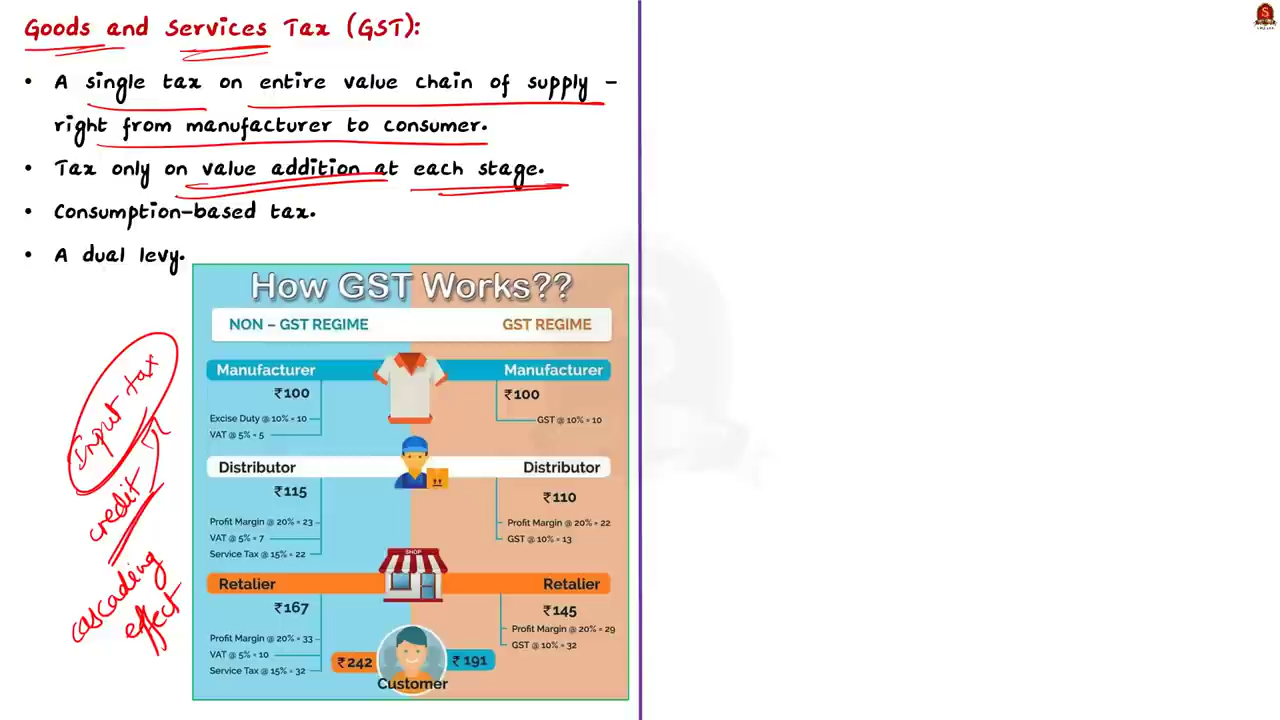 Goods and Services Tax (GST):
• A single tax on entire value chain of supply –
right from manufacturer to consumer.
• Tax only on value addition at each stage.
• Consumption-based tax.
• A dual levy.
How GST Works??
NON – GST REGIME
GST REGIME
Manufacturer
₹100
Excise Duty @ 10% = 10
VAT @ 5% = 5
Manufacturer
₹100
GST @ 10% = 10
Distributor
₹115
Profit Margin @ 20% = 23
VAT @ 5% = 7
Service Tax @ 15% = 22
Distributor
₹110
Profit Margin @ 20% = 22
GST @ 10% = 13
SHOP
Retalier
₹167
Profit Margin @ 20% = 33
VAT @ 5% = 10
Service Tax @ 15% = 32
Retalier
₹145
Profit Margin @ 20% = 29
GST @ 10% = 32
₹242
₹191
Customer
Input tax
credit
cascading
effect